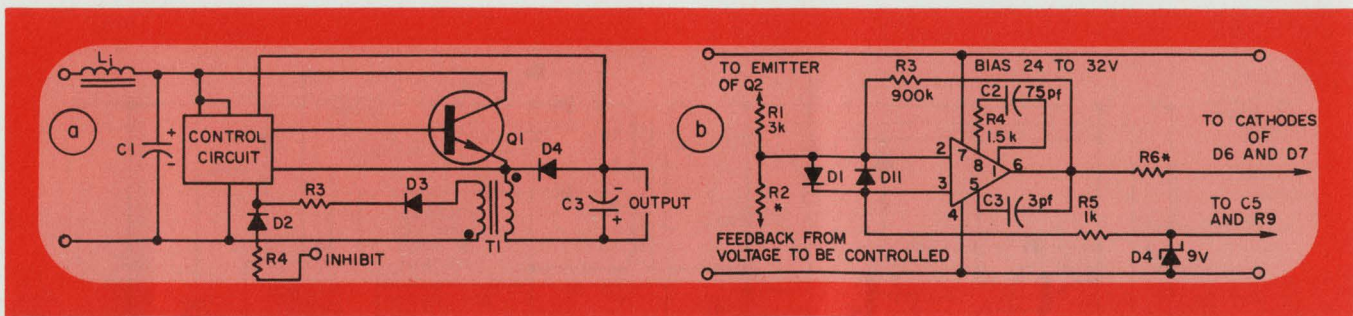 a
Li
C1
+
-
CONTROL
CIRCUIT
Q1
D4
R3
D3
D2
R4
INHIBIT
T1
C3
-
+
OUTPUT
b
TO EMITTER
OF Q2
R1
3k
R2
*
FEEDBACK FROM
VOLTAGE TO BE CONTROLLED
D1
D11
R3
900k
BIAS 24 TO 32V
C2
75pf
R4
1.5k
2
3
7
8
1
6
5
4
C3
3pf
R6*
TO CATHODES
OF
D6 AND D7
R5
1k
TO C5
AND R9
D4
9V